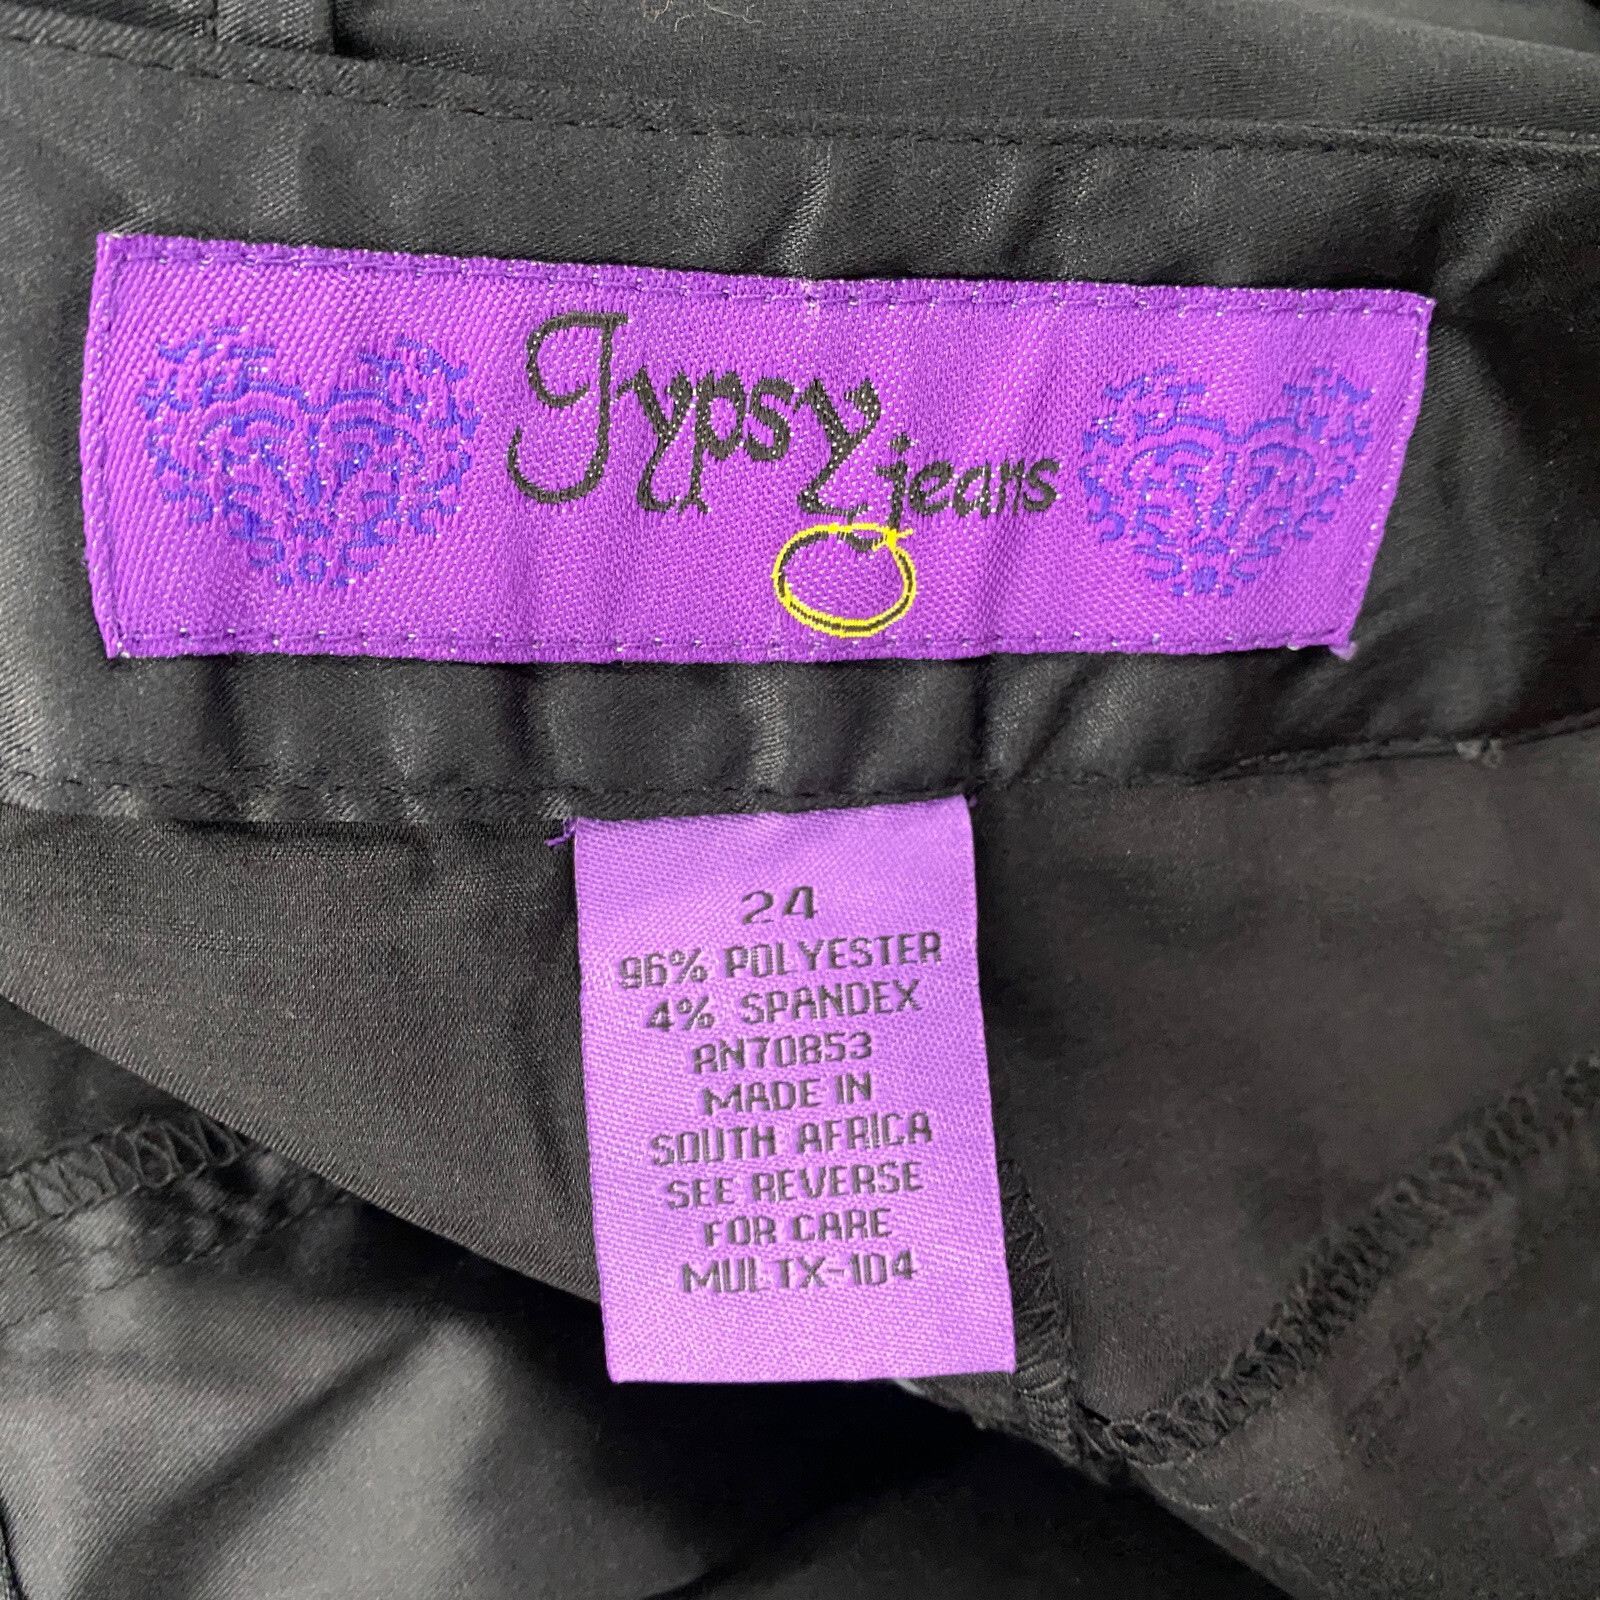 Gypsy jeans
24
96% POLYESTER
4% SPANDEX
RN70853
MADE IN
SOUTH AFRICA
SEE REVERSE
FOR CARE
MULTX-104